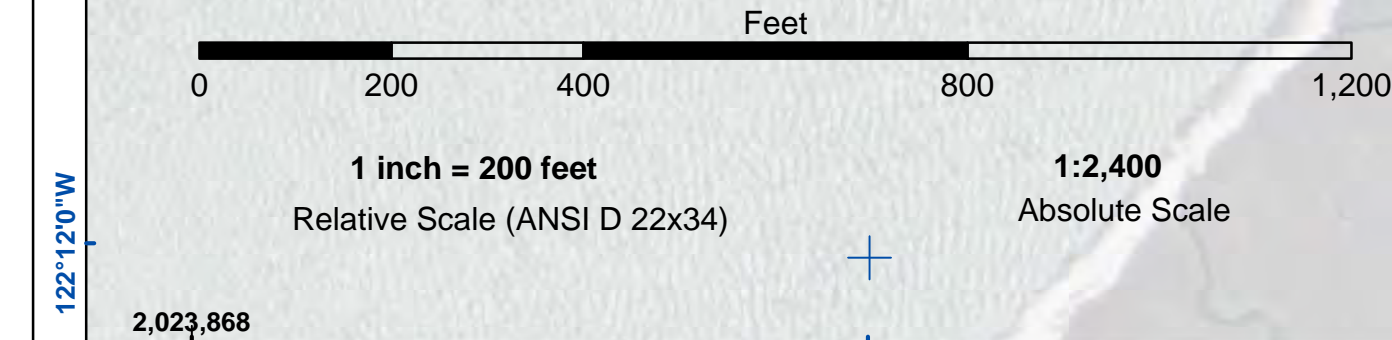 Feet
0 200 400 800 1,200
1 inch = 200 feet 1:2,400
Relative Scale (ANSI D 22x34) Absolute Scale
122°12'0"W
2,023,868